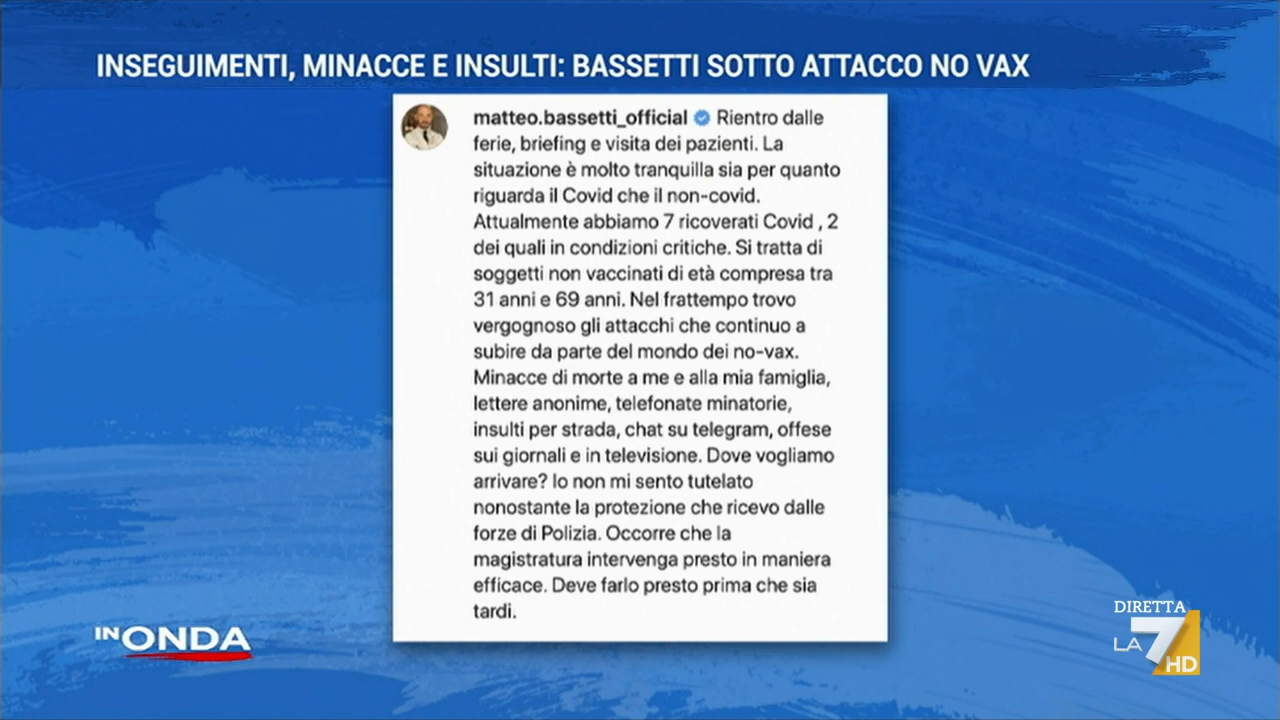 INSEGUIMENTI, MINACCE E INSULTI: BASSETTI SOTTO ATTACCO NO VAX
matteo.bassetti_official Rientro dalle
ferie, briefing e visita dei pazienti. La
situazione è molto tranquilla sia per quanto
riguarda il Covid che il non-covid.
Attualmente abbiamo 7 ricoverati Covid , 2
dei quali in condizioni critiche. Si tratta di
soggetti non vaccinati di età compresa tra
31 anni e 69 anni. Nel frattempo trovo
vergognoso gli attacchi che continuo a
subire da parte del mondo dei no-vax.
Minacce di morte a me e alla mia famiglia,
lettere anonime, telefonate minatorie,
insulti per strada, chat su telegram, offese
sui giornali e in televisione. Dove vogliamo
arrivare? Io non mi sento tutelato
nonostante la protezione che ricevo dalle
forze di Polizia. Occorre che la
magistratura intervenga presto in maniera
efficace. Deve farlo presto prima che sia
tardi.
IN ONDA
DIRETTA
LA 7 HD